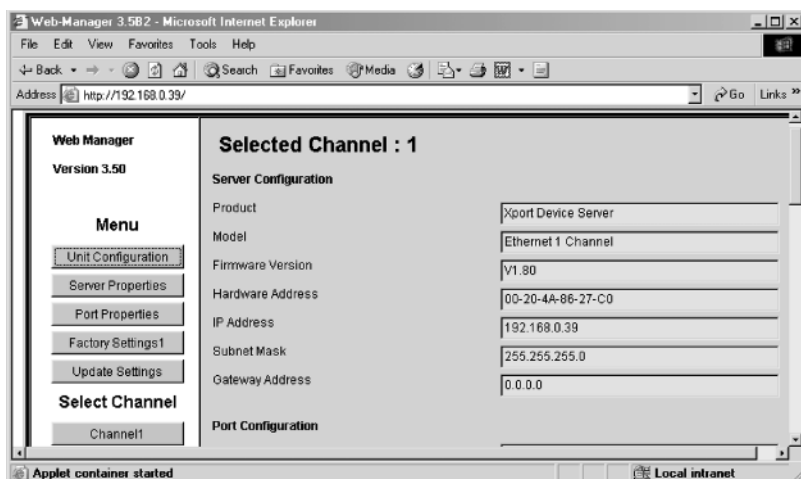 Web-Manager 3.5B2 - Microsoft Internet Explorer
File Edit View Favorites Tools Help
Back Search Favorites Media
Address http://192.168.0.39/ Go Links »
Web Manager
Version 3.50
Menu
Unit Configuration
Server Properties
Port Properties
Factory Settings1
Update Settings
Select Channel
Channel1
Selected Channel : 1
Server Configuration
Product Xport Device Server
Model Ethernet 1 Channel
Firmware Version V1.80
Hardware Address 00-20-4A-86-27-C0
IP Address 192.168.0.39
Subnet Mask 255.255.255.0
Gateway Address 0.0.0.0
Port Configuration
Applet container started Local intranet